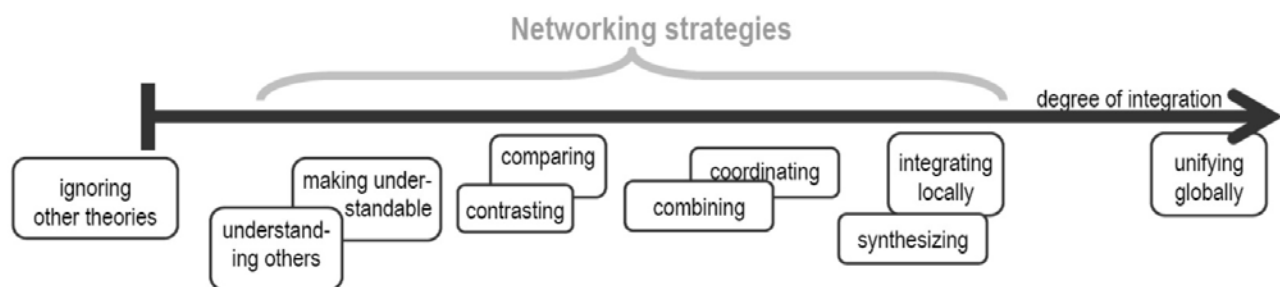 Networking strategies
degree of integration
ignoring
other theories
understand-
ing others
making under-
standable
comparing
contrasting
coordinating
combining
integrating
locally
synthesizing
unifying
globally